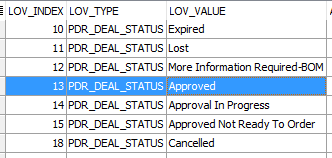 LOV_INDEX LOV_TYPE LOV_VALUE
10 PDR_DEAL_STATUS Expired
11 PDR_DEAL_STATUS Lost
12 PDR_DEAL_STATUS More Information Required-BOM
13 PDR_DEAL_STATUS Approved
14 PDR_DEAL_STATUS Approval In Progress
15 PDR_DEAL_STATUS Approved Not Ready To Order
18 PDR_DEAL_STATUS Cancelled